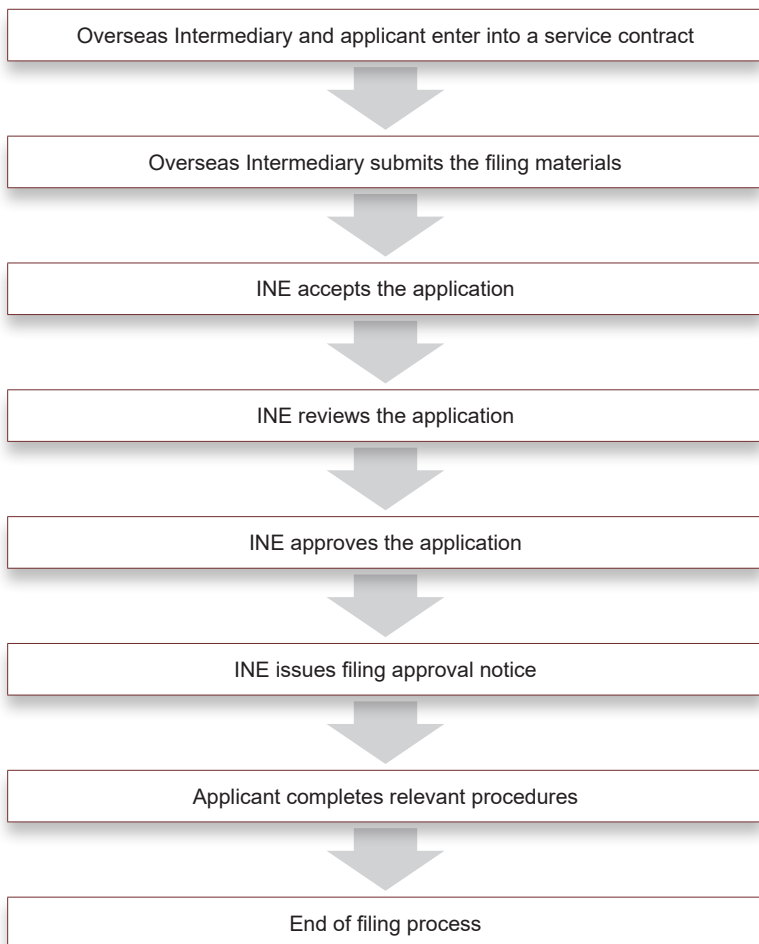 Overseas Intermediary and applicant enter into a service contract
Overseas Intermediary submits the filing materials
INE accepts the application
INE reviews the application
INE approves the application
INE issues filing approval notice
Applicant completes relevant procedures
End of filing process